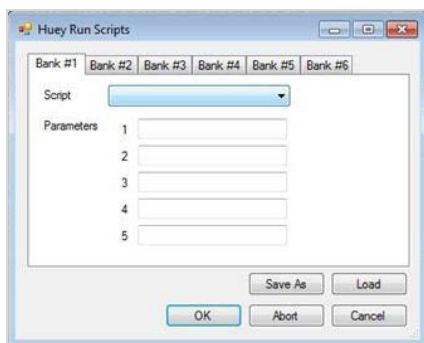 Huey Run Scripts
Bank #1 Bank #2 Bank #3 Bank #4 Bank #5 Bank #6
Script
Parameters 1
2
3
4
5
Save As Load
OK Abort Cancel